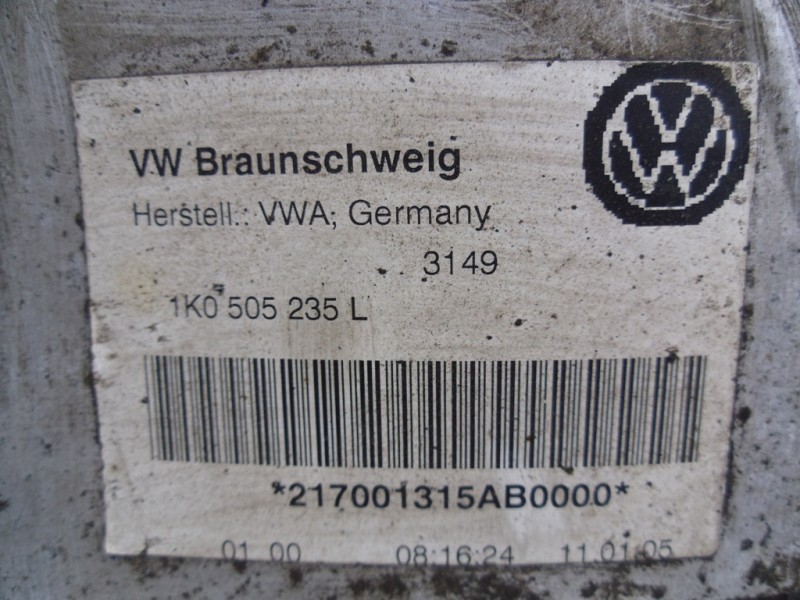 VW Braunschweig
Herstell.: VWA; Germany
3149
1K0 505 235 L
*217001315AB0000*
01 00 08:16:24 11.01.05